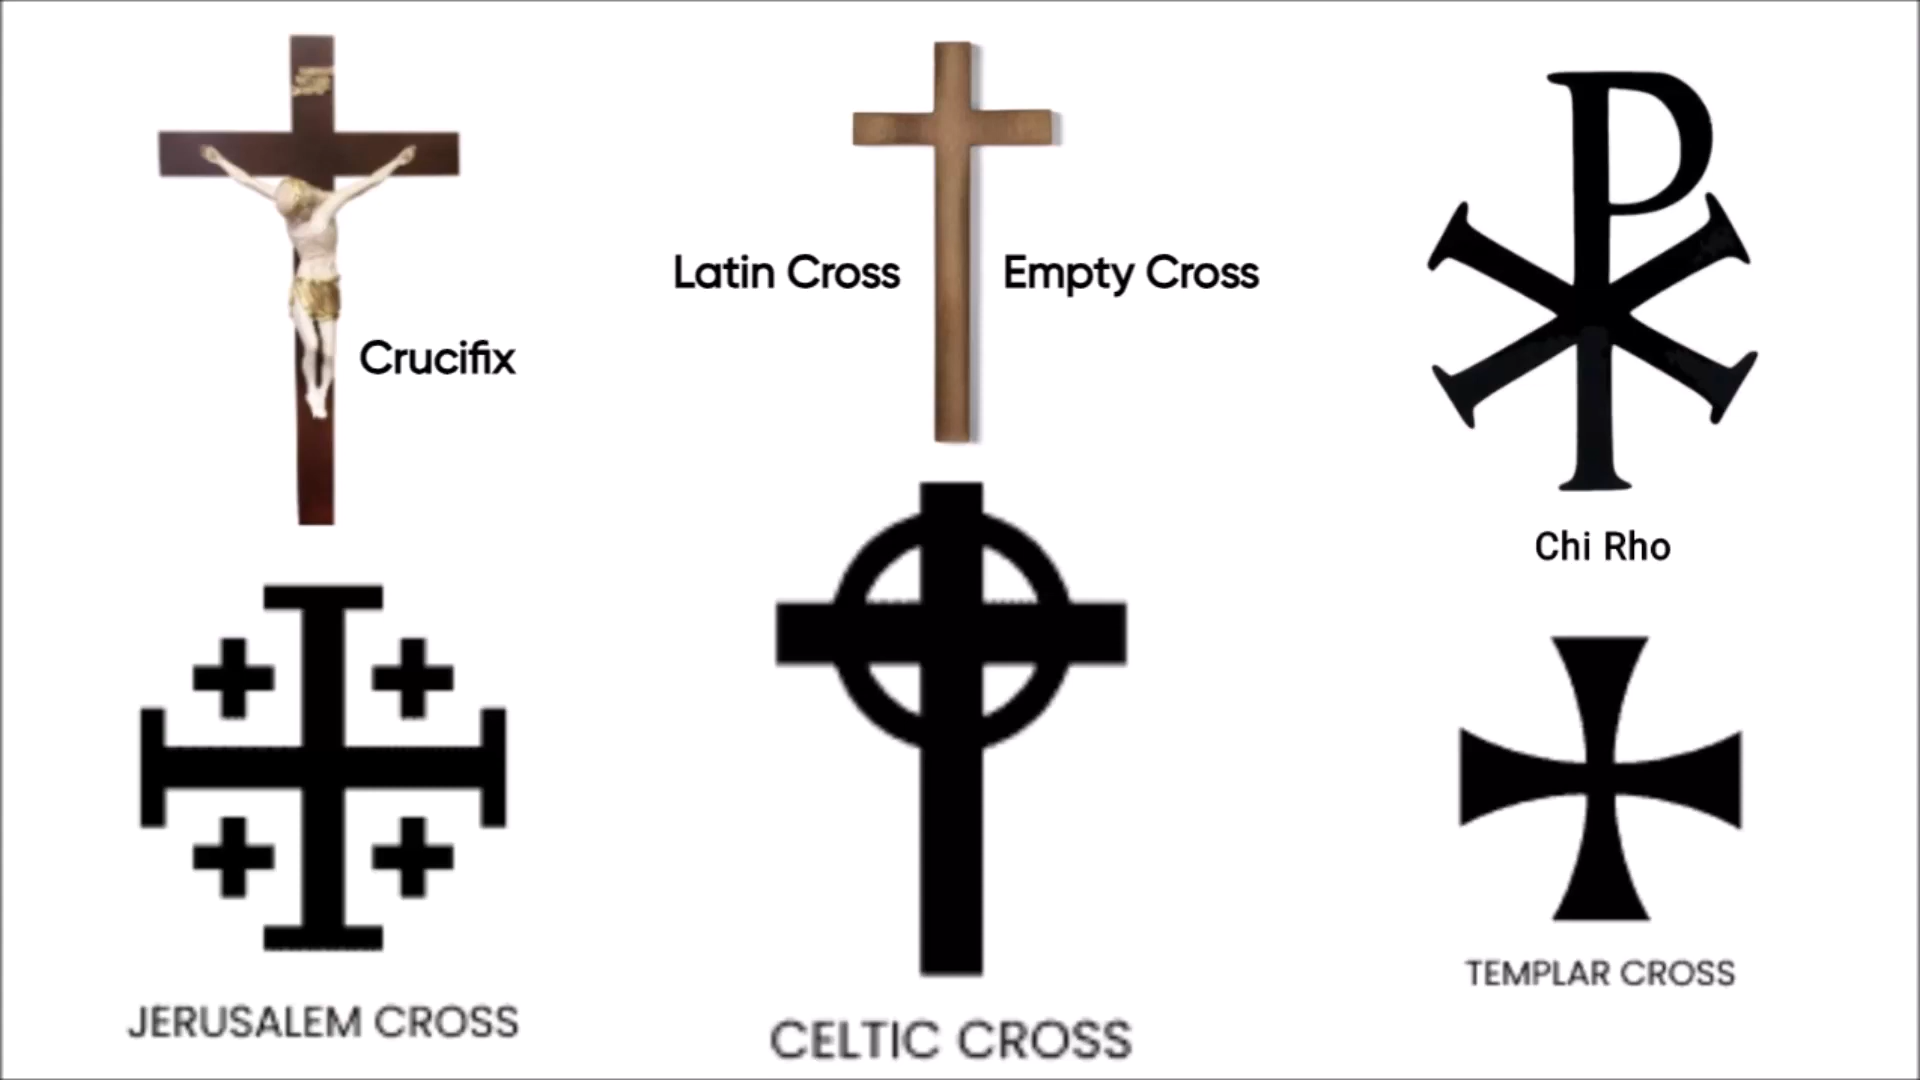 Latin Cross
Empty Cross
Crucifix
Chi Rho
JERUSALEM CROSS
CELTIC CROSS
TEMPLAR CROSS